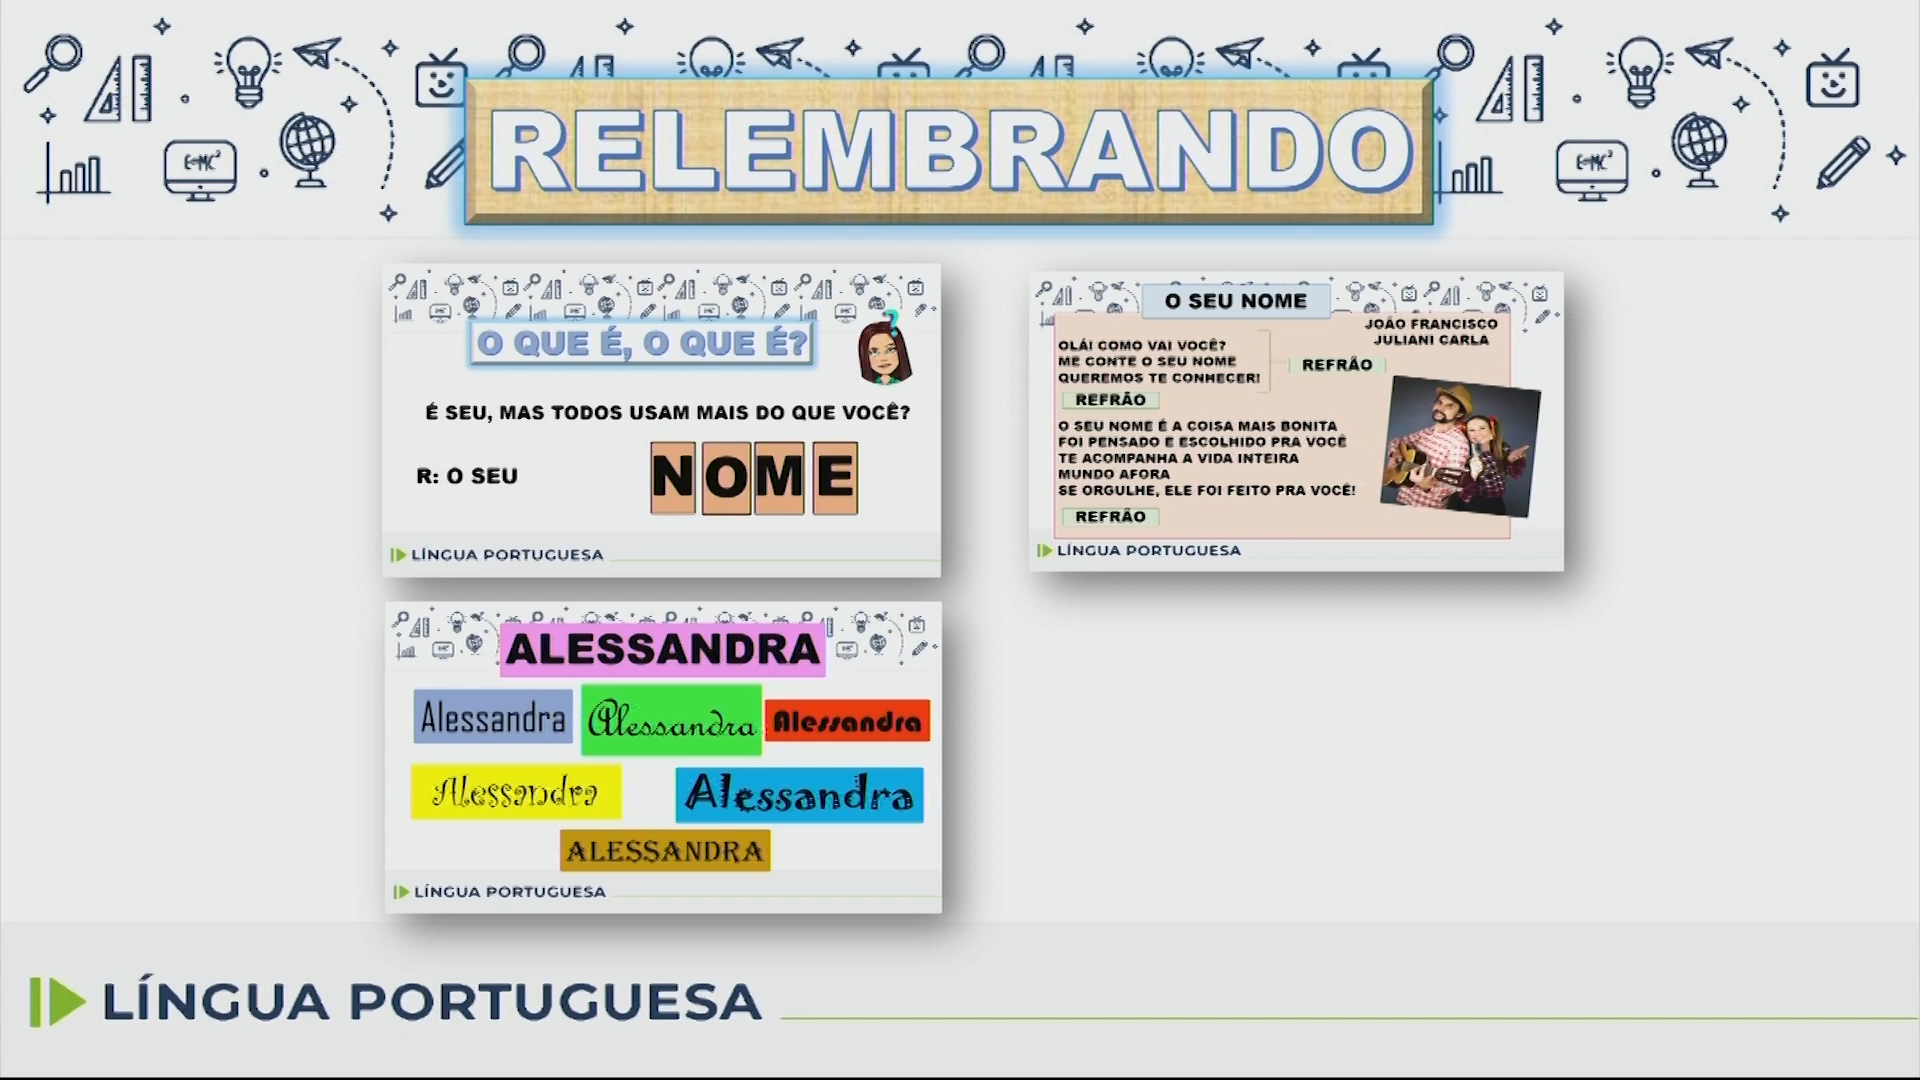 RELEMBRANDO
O QUE É, O QUE É?
É SEU, MAS TODOS USAM MAIS DO QUE VOCÊ?
R: O SEU NOME
LÍNGUA PORTUGUESA
O SEU NOME
JOÃO FRANCISCO
JULIANI CARLA
OLÁ! COMO VAI VOCÊ?
ME CONTE O SEU NOME
QUEREMOS TE CONHECER!
REFRÃO
REFRÃO
O SEU NOME É A COISA MAIS BONITA
FOI PENSADO E ESCOLHIDO PRA VOCÊ
TE ACOMPANHA A VIDA INTEIRA
MUNDO AFORA
SE ORGULHE, ELE FOI FEITO PRA VOCÊ!
REFRÃO
LÍNGUA PORTUGUESA
ALESSANDRA
Alessandra
Alessandra
Alessandra
Alessandra
Alessandra
ALESSANDRA
LÍNGUA PORTUGUESA
LÍNGUA PORTUGUESA